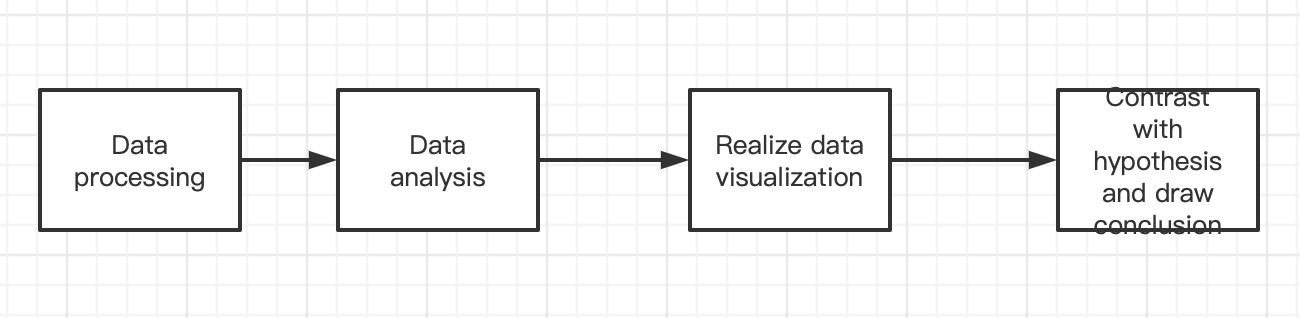 Data
processing
Data
analysis
Realize data
visualization
Contrast
with
hypothesis
and draw
conclusion